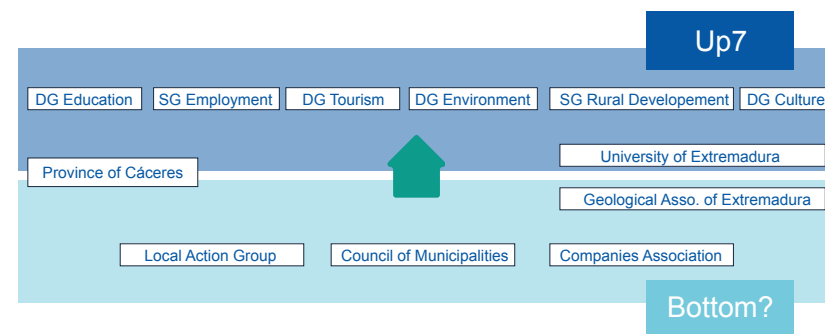 Up7
DG Education SG Employment DG Tourism DG Environment SG Rural Developement DG Culture
University of Extremadura
Province of Cáceres
Geological Asso. of Extremadura
Local Action Group Council of Municipalities Companies Association
Bottom?